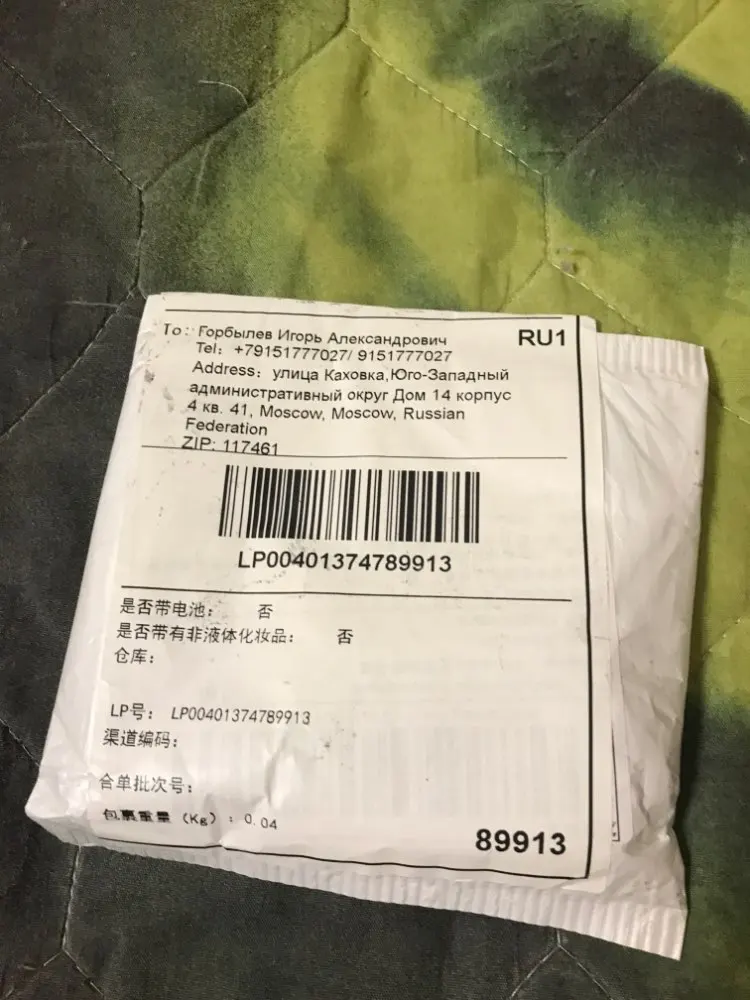 To: Горбылев Игорь Александрович
RU1
Tel: +79151777027/ 9151777027
Address: улица Каховка,Юго-Западный
административный округ Дом 14 корпус
4 кв. 41, Moscow, Moscow, Russian
Federation
ZIP: 117461
LP00401374789913
是否带电池： 否
是否带有非液体化妆品： 否
仓库：
LP号： LP00401374789913
渠道编码：
合单批次号：
包裹重量（Kg）：0.04
89913